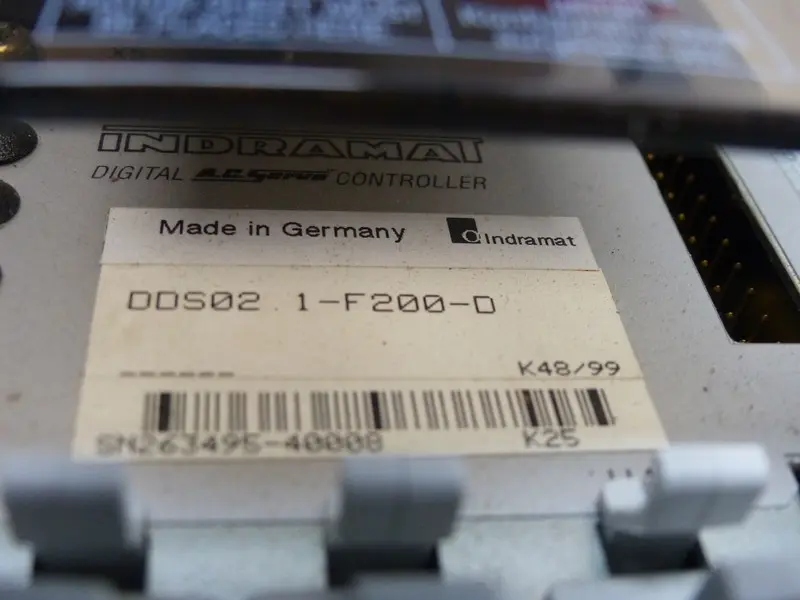 INDRAMAT
DIGITAL A.C. Servo CONTROLLER
Made in Germany
Indramat
DDS02.1-F200-D
K48/99
SN263495-40008
K25